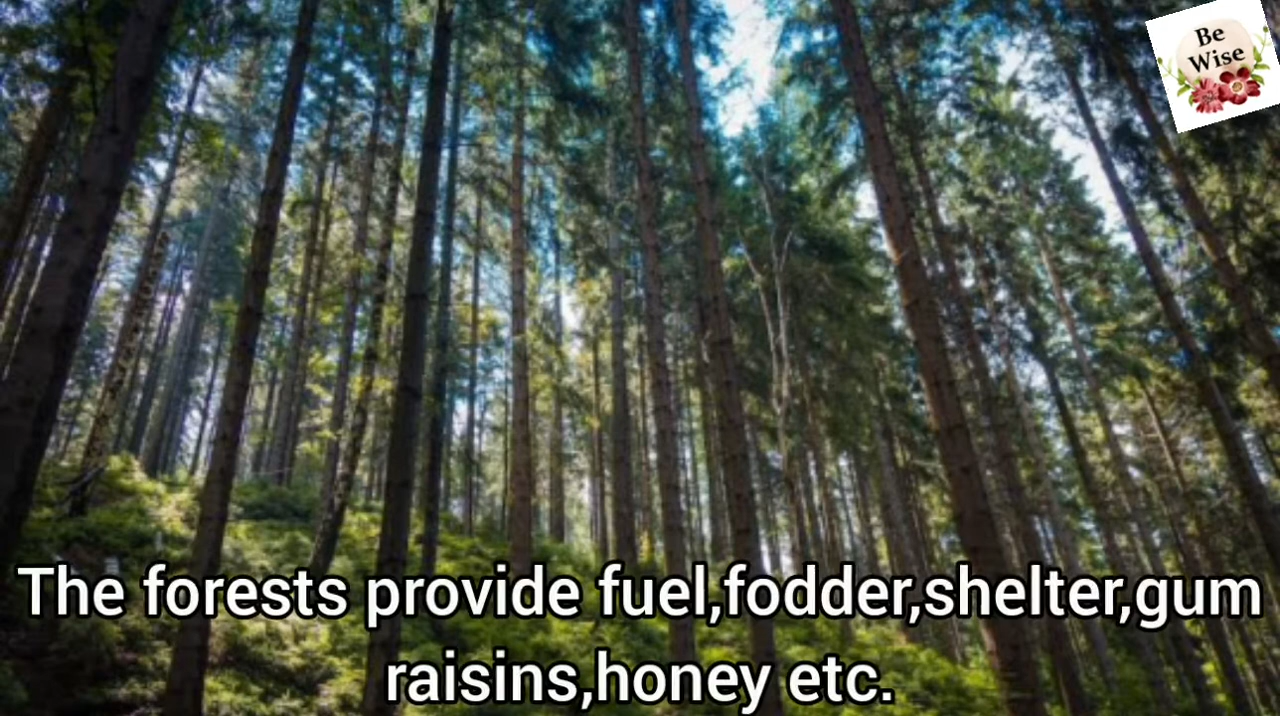 Be
Wise
The forests provide fuel,fodder,shelter,gum
raisins,honey etc.